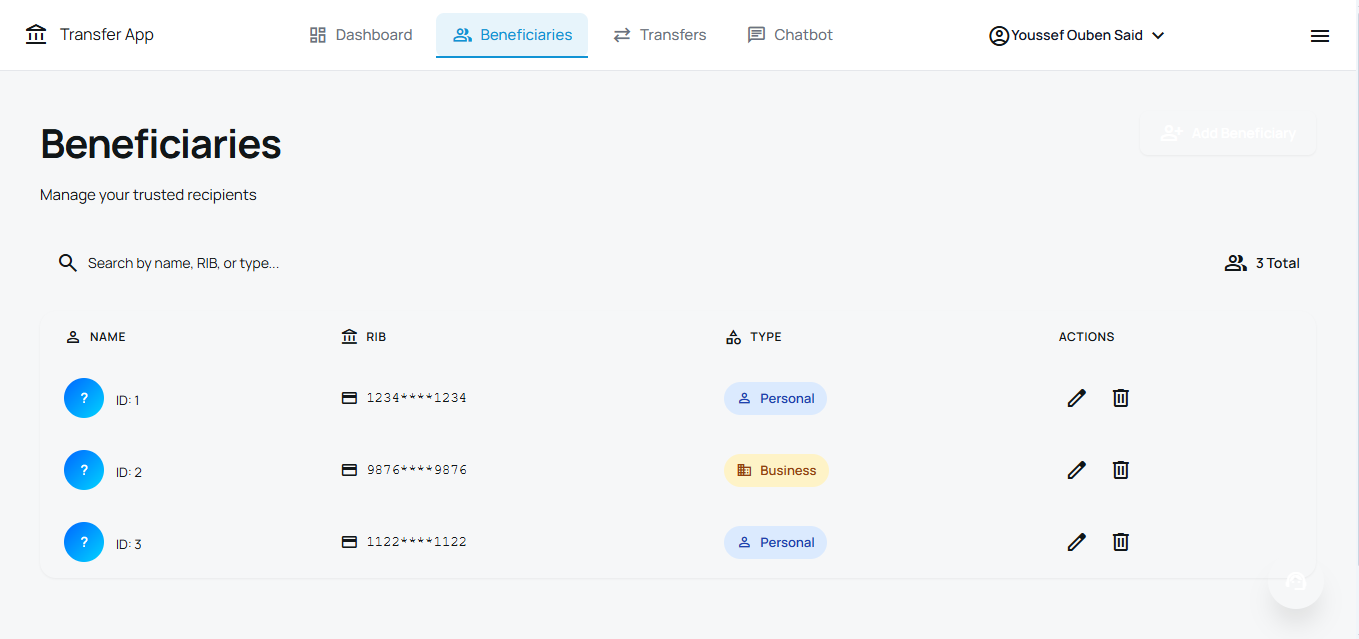 Transfer App
Dashboard
Beneficiaries
Transfers
Chatbot
Youssef Ouben Said
Beneficiaries
Add Beneficiary
Manage your trusted recipients
Search by name, RIB, or type...
3 Total
NAME RIB TYPE ACTIONS
? ID: 1 1234****1234 Personal
? ID: 2 9876****9876 Business
? ID: 3 1122****1122 Personal